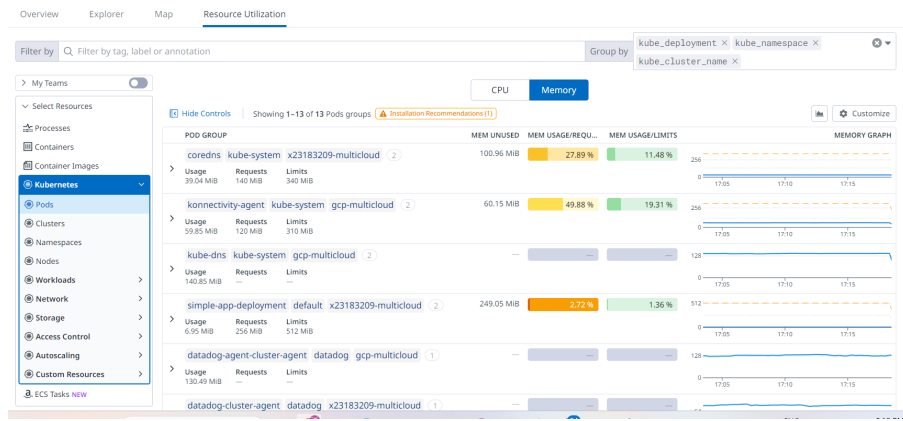 Overview Explorer Map Resource Utilization
Filter by Filter by tag, label or annotation Group by kube_deployment × kube_namespace ×
kube_cluster_name ×
My Teams
CPU Memory
Select Resources
Hide Controls Showing 1–13 of 13 Pods groups Installation Recommendations (1) Customize
Processes
Containers
Container Images
Kubernetes
Pods
Clusters
Namespaces
Nodes
Workloads
Network
Storage
Access Control
Autoscaling
Custom Resources
ECS Tasks NEW
POD GROUP MEM UNUSED MEM USAGE/REQU... MEM USAGE/LIMITS MEMORY GRAPH
coredns kube-system x23183209-multicloud 2 100.96 MiB 27.89 % 11.48 %
Usage Requests Limits
39.04 MiB 140 MiB 340 MiB
256
0
17:05 17:10 17:15
konnectivity-agent kube-system gcp-multicloud 2 60.15 MiB 49.88 % 19.31 %
Usage Requests Limits
59.85 MiB 120 MiB 310 MiB
256
0
17:05 17:10 17:15
kube-dns kube-system gcp-multicloud 2 — — —
Usage Requests Limits
140.85 MiB — —
128
0
17:05 17:10 17:15
simple-app-deployment default x23183209-multicloud 2 249.05 MiB 2.72 % 1.36 %
Usage Requests Limits
6.95 MiB 256 MiB 512 MiB
512
0
17:05 17:10 17:15
datadog-agent-cluster-agent datadog gcp-multicloud 1 — — —
Usage Requests Limits
130.49 MiB — —
128
0
17:05 17:10 17:15
datadog-cluster-agent datadog x23183209-multicloud 1